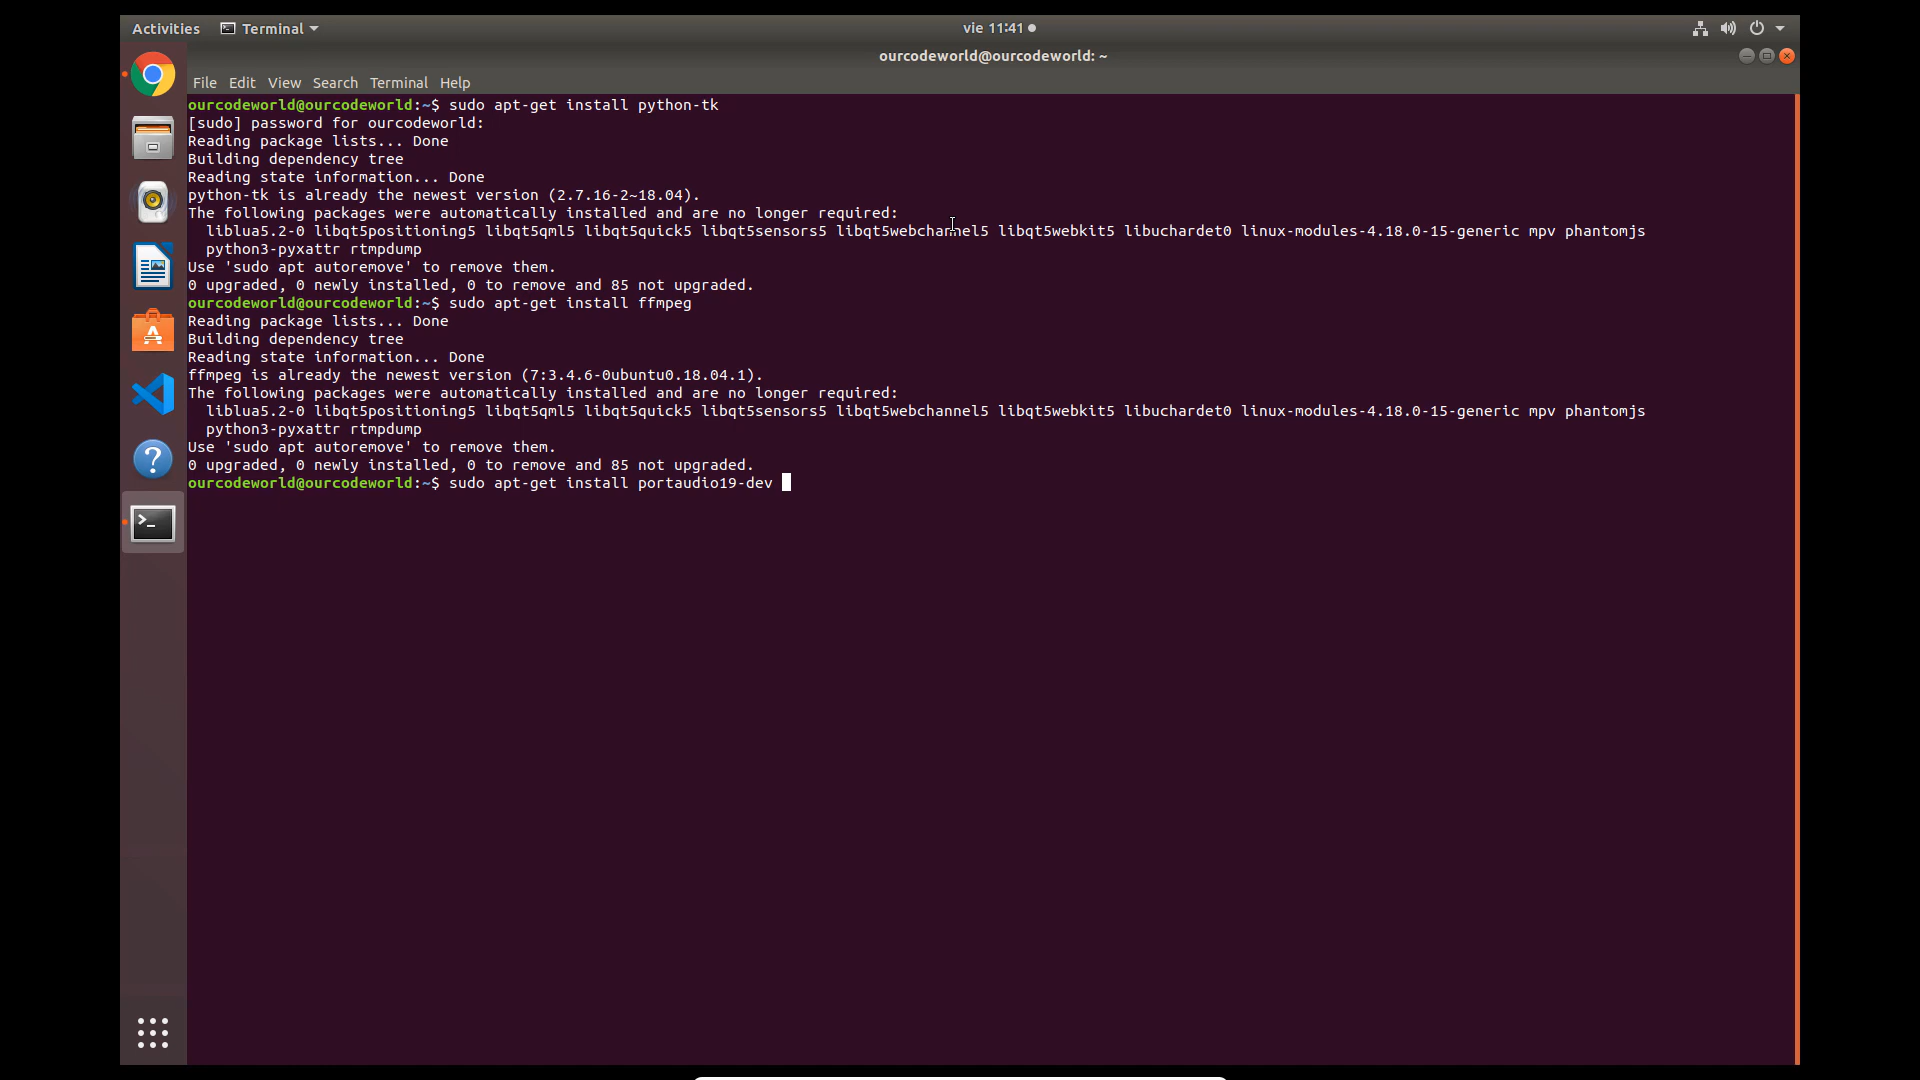 Activities Terminal vie 11:41
ourcodeworld@ourcodeworld: ~
File Edit View Search Terminal Help
ourcodeworld@ourcodeworld:~$ sudo apt-get install python-tk
[sudo] password for ourcodeworld:
Reading package lists... Done
Building dependency tree
Reading state information... Done
python-tk is already the newest version (2.7.16-2~18.04).
The following packages were automatically installed and are no longer required:
  liblua5.2-0 libqt5positioning5 libqt5qml5 libqt5quick5 libqt5sensors5 libqt5webchannel5 libqt5webkit5 libuchardet0 linux-modules-4.18.0-15-generic mpv phantomjs
  python3-pyxattr rtmpdump
Use 'sudo apt autoremove' to remove them.
0 upgraded, 0 newly installed, 0 to remove and 85 not upgraded.
ourcodeworld@ourcodeworld:~$ sudo apt-get install ffmpeg
Reading package lists... Done
Building dependency tree
Reading state information... Done
ffmpeg is already the newest version (7:3.4.6-0ubuntu0.18.04.1).
The following packages were automatically installed and are no longer required:
  liblua5.2-0 libqt5positioning5 libqt5qml5 libqt5quick5 libqt5sensors5 libqt5webchannel5 libqt5webkit5 libuchardet0 linux-modules-4.18.0-15-generic mpv phantomjs
  python3-pyxattr rtmpdump
Use 'sudo apt autoremove' to remove them.
0 upgraded, 0 newly installed, 0 to remove and 85 not upgraded.
ourcodeworld@ourcodeworld:~$ sudo apt-get install portaudio19-dev